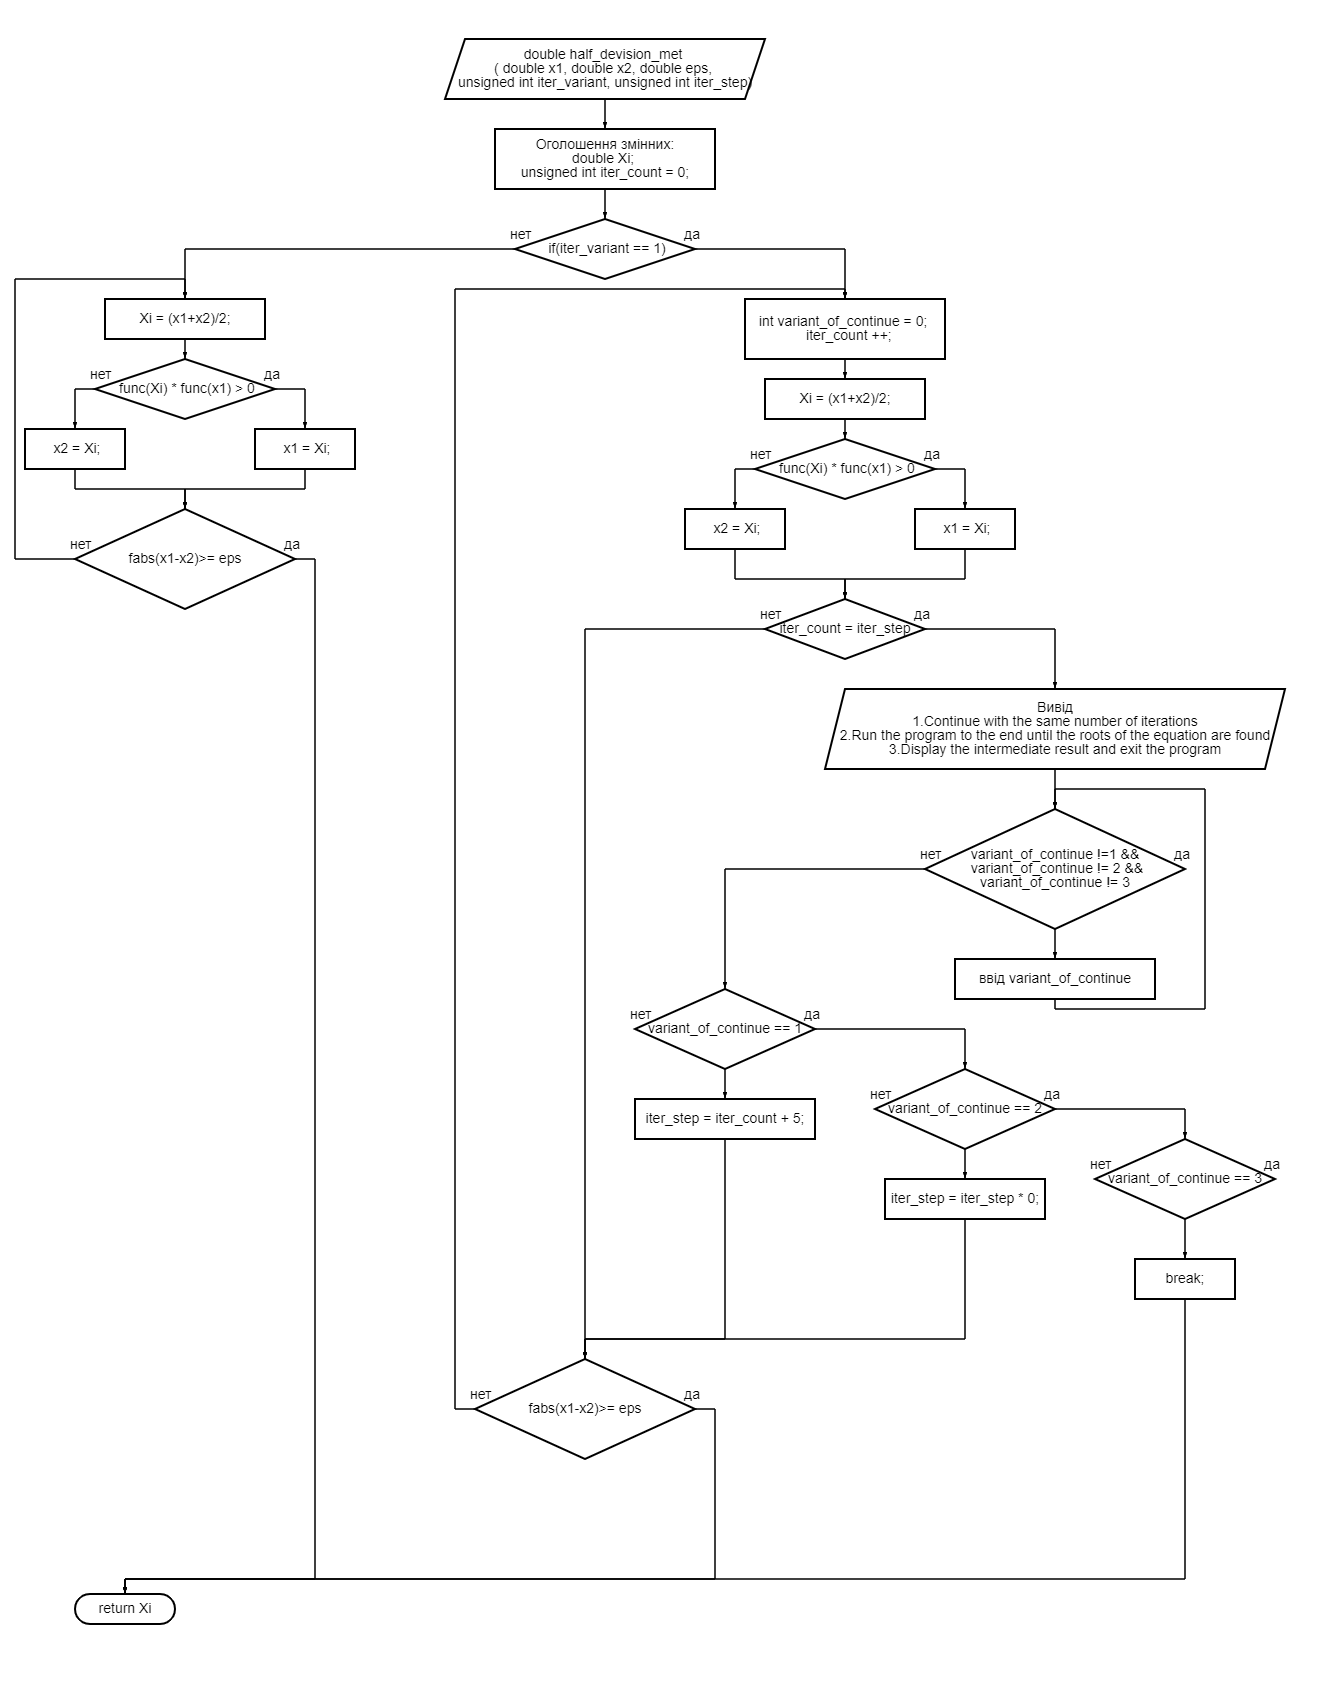 double half_devision_met
( double x1, double x2, double eps,
unsigned int iter_variant, unsigned int iter_step)
Оголошення змінних:
double Xi;
unsigned int iter_count = 0;
нет
да
if(iter_variant == 1)
Xi = (x1+x2)/2;
нет
да
func(Xi) * func(x1) > 0
x2 = Xi;
x1 = Xi;
нет
да
fabs(x1-x2)>= eps
int variant_of_continue = 0;
iter_count ++;
Xi = (x1+x2)/2;
нет
да
func(Xi) * func(x1) > 0
x2 = Xi;
x1 = Xi;
нет
да
iter_count = iter_step
Вивід
1.Continue with the same number of iterations
2.Run the program to the end until the roots of the equation are found
3.Display the intermediate result and exit the program
нет
да
variant_of_continue !=1 &&
variant_of_continue != 2 &&
variant_of_continue != 3
ввід variant_of_continue
нет
да
variant_of_continue == 1
iter_step = iter_count + 5;
нет
да
variant_of_continue == 2
iter_step = iter_step * 0;
нет
да
variant_of_continue == 3
break;
нет
да
fabs(x1-x2)>= eps
return Xi